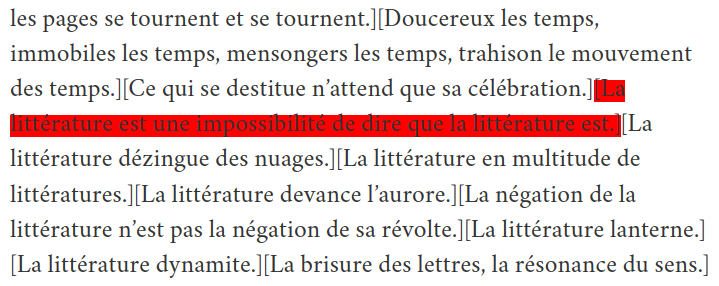 les pages se tournent et se tournent.][Doucereux les temps,
immobiles les temps, mensongers les temps, trahison le mouvement
des temps.][Ce qui se destitue n’attend que sa célébration.][La
littérature est une impossibilité de dire que la littérature est.][La
littérature dézingue des nuages.][La littérature en multitude de
littératures.][La littérature devance l’aurore.][La négation de la
littérature n’est pas la négation de sa révolte.][La littérature lanterne.]
[La littérature dynamite.][La brisure des lettres, la résonance du sens.]